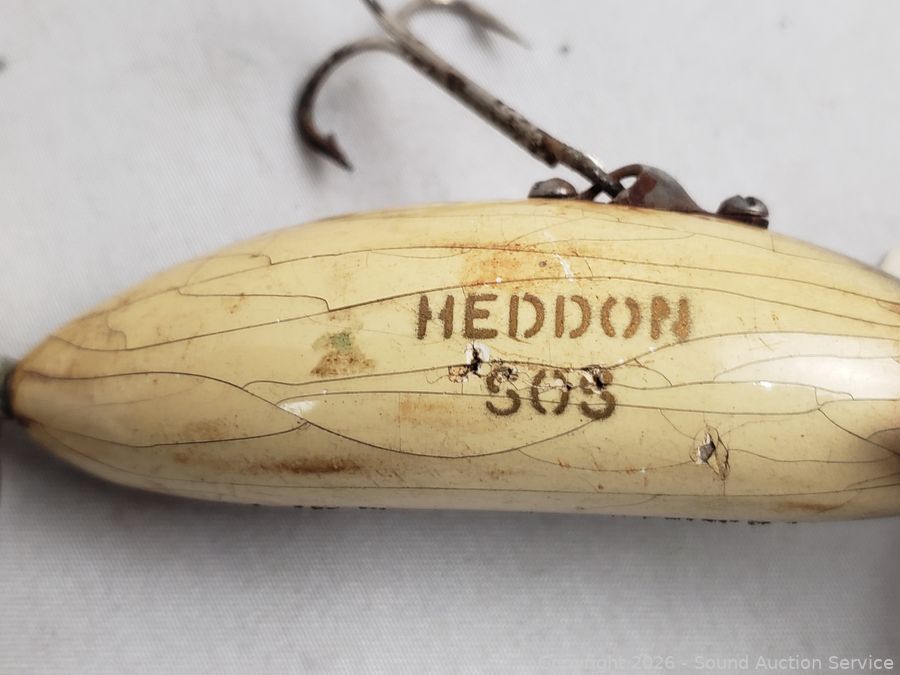 HEDDON
SOS
Copyright 2026 - Sound Auction Service